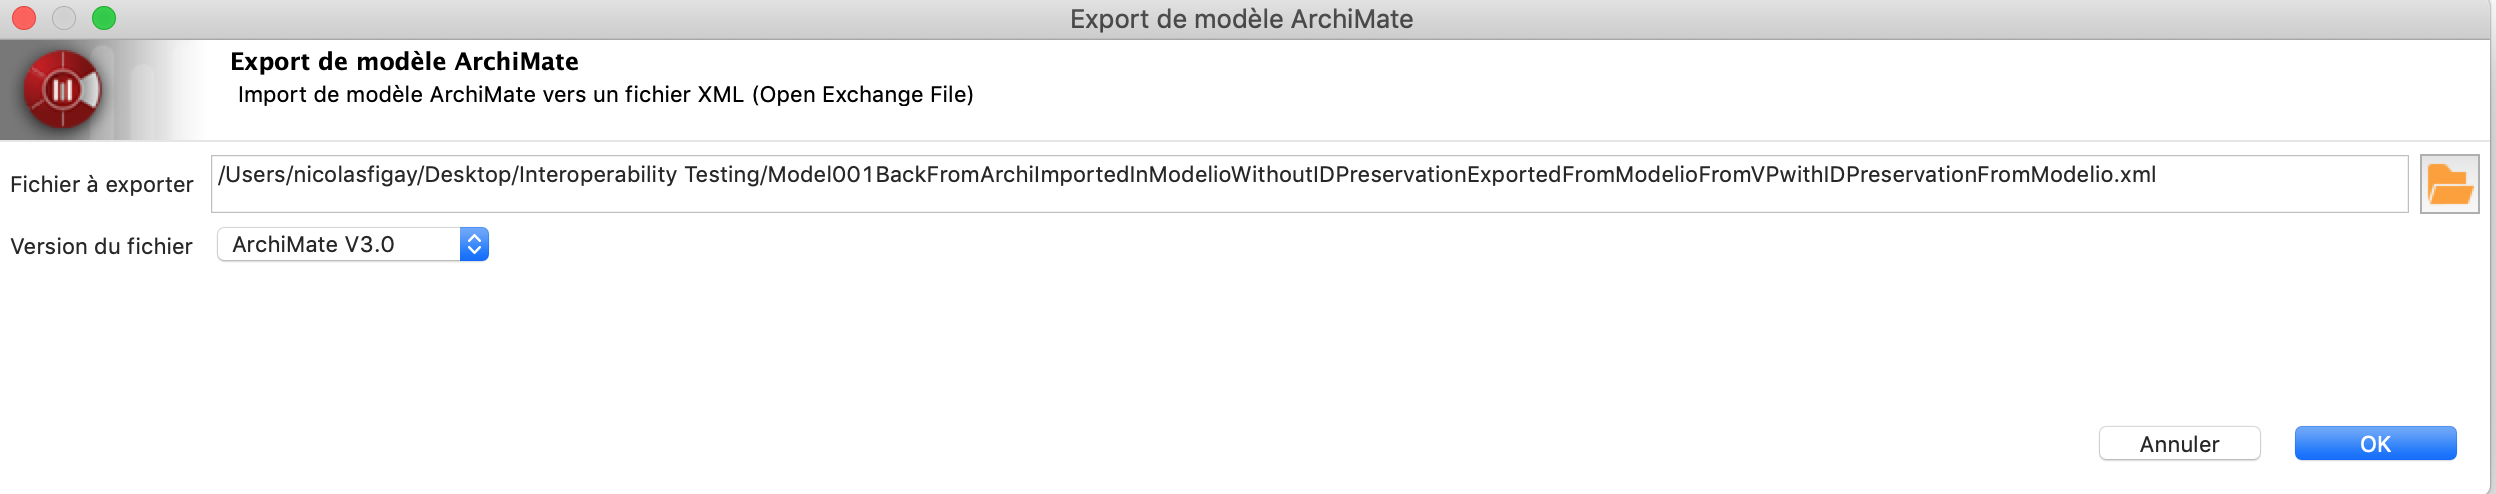 Export de modèle ArchiMate
Export de modèle ArchiMate
Import de modèle ArchiMate vers un fichier XML (Open Exchange File)
Fichier à exporter /Users/nicolasfigay/Desktop/Interoperability Testing/Model001BackFromArchiImportedInModelioWithoutIDPreservationExportedFromModelioFromVPwithIDPreservationFromModelio.xml
Version du fichier ArchiMate V3.0
Annuler OK